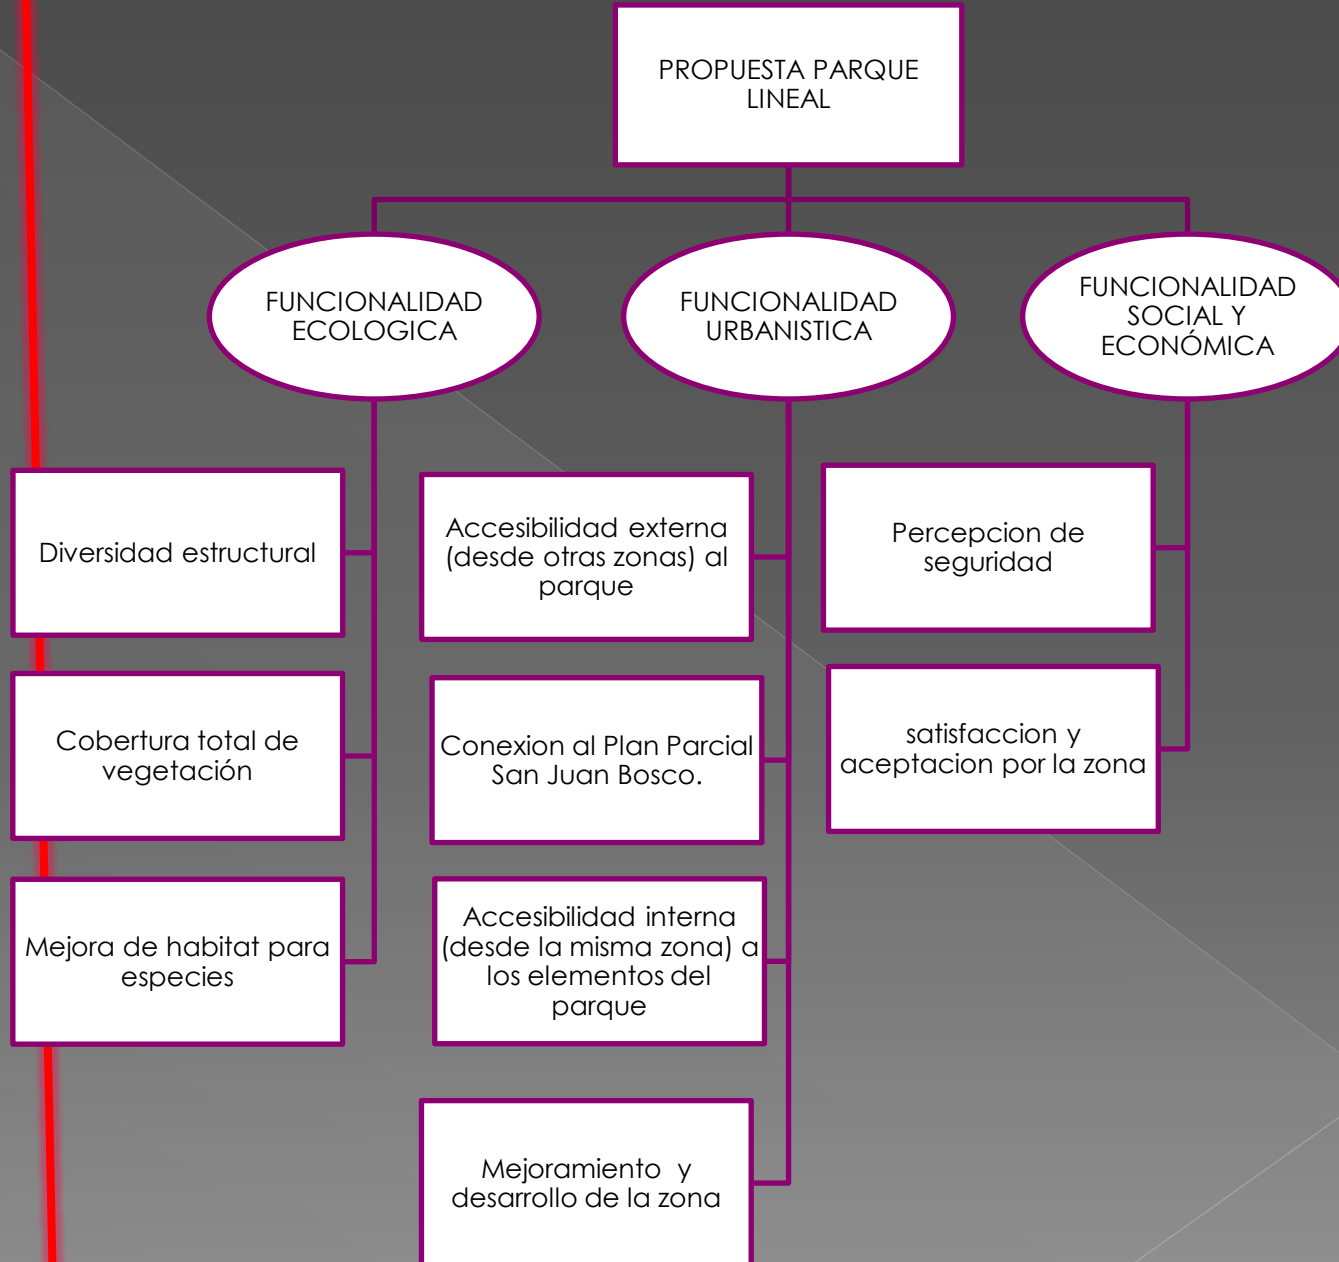 PROPUESTA PARQUE
LINEAL
FUNCIONALIDAD
ECOLOGICA
FUNCIONALIDAD
URBANISTICA
FUNCIONALIDAD
SOCIAL Y
ECONÓMICA
Diversidad estructural
Cobertura total de
vegetación
Mejora de habitat para
especies
Accesibilidad externa
(desde otras zonas) al
parque
Conexion al Plan Parcial
San Juan Bosco.
Accesibilidad interna
(desde la misma zona) a
los elementos del
parque
Mejoramiento y
desarrollo de la zona
Percepcion de
seguridad
satisfaccion y
aceptacion por la zona